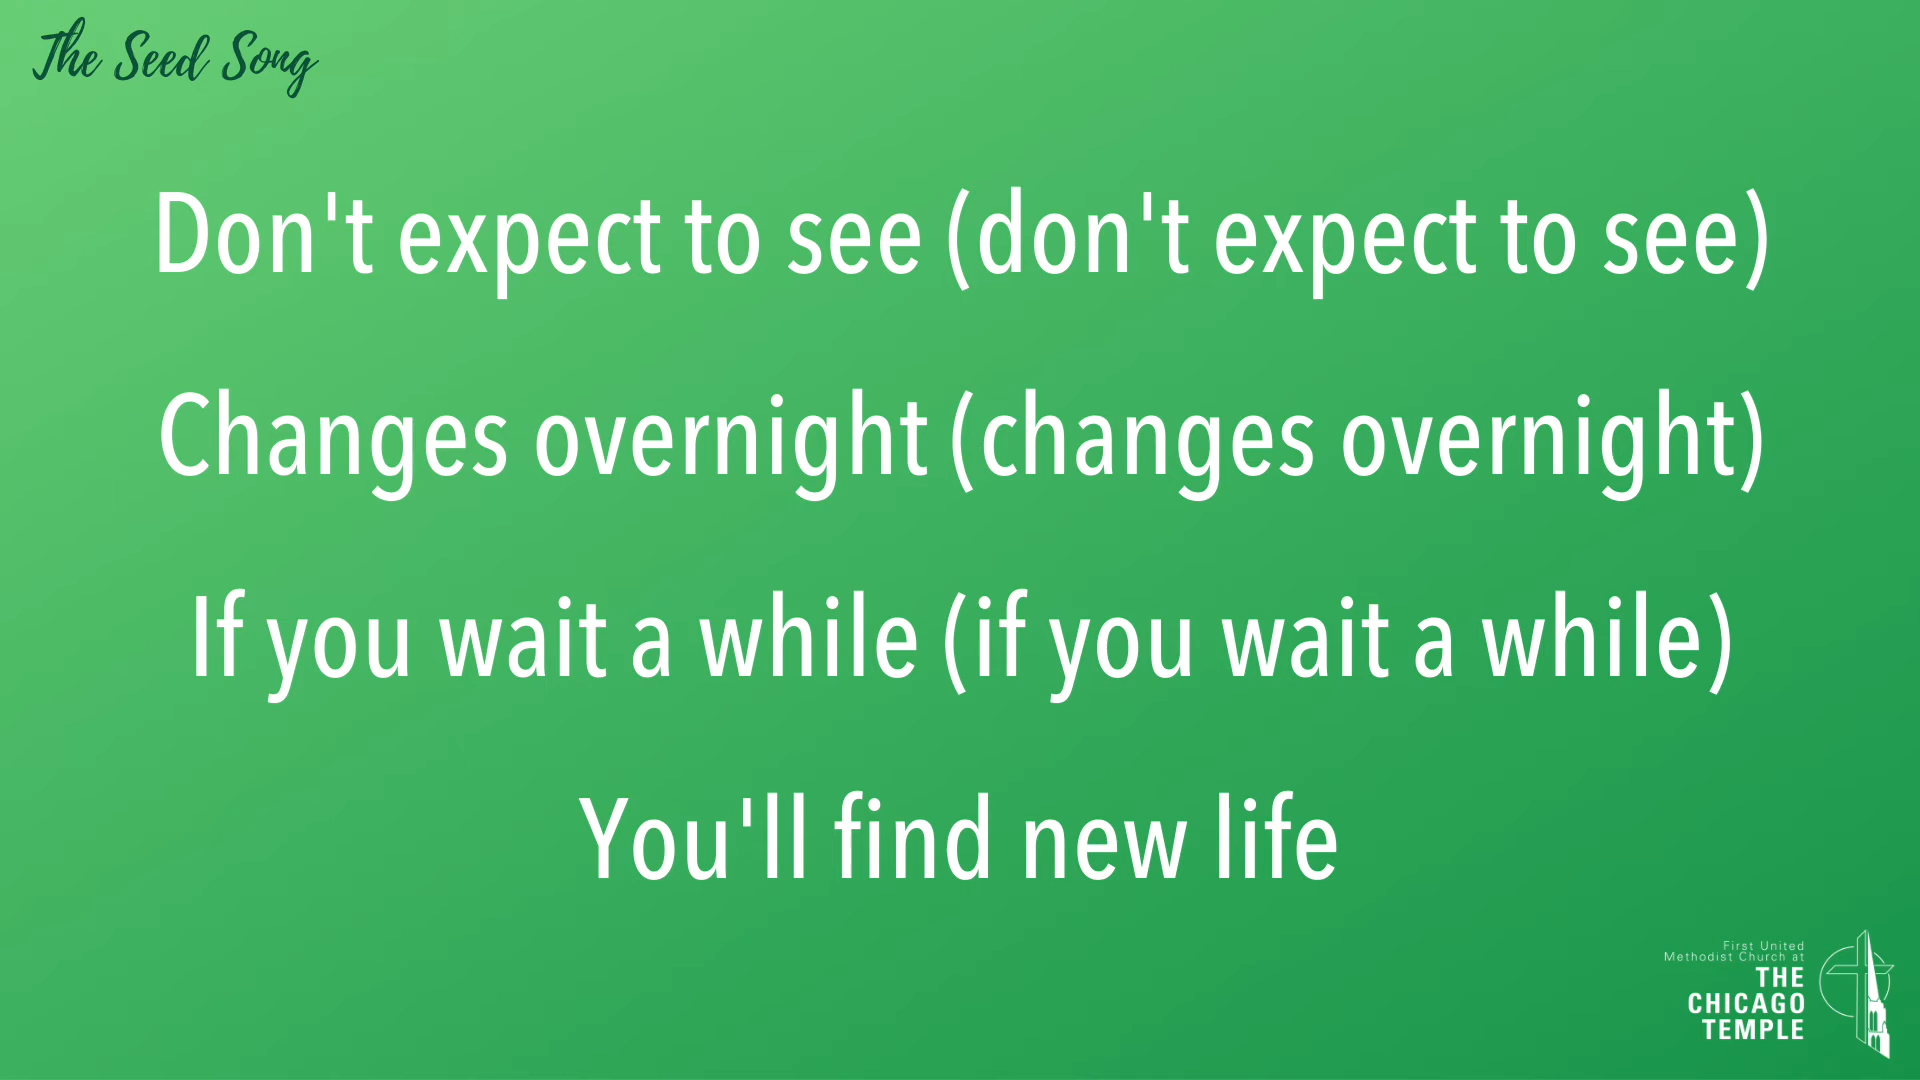 The Seed Song
Don't expect to see (don't expect to see)
Changes overnight (changes overnight)
If you wait a while (if you wait a while)
You'll find new life
First United
Methodist Church at
THE
CHICAGO
TEMPLE